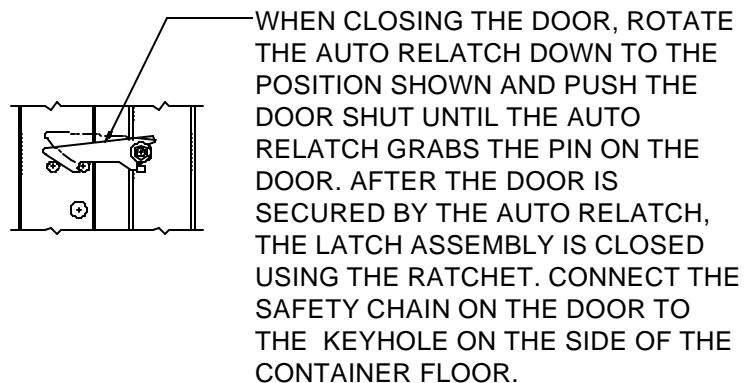 WHEN CLOSING THE DOOR, ROTATE
THE AUTO RELATCH DOWN TO THE
POSITION SHOWN AND PUSH THE
DOOR SHUT UNTIL THE AUTO
RELATCH GRABS THE PIN ON THE
DOOR. AFTER THE DOOR IS
SECURED BY THE AUTO RELATCH,
THE LATCH ASSEMBLY IS CLOSED
USING THE RATCHET. CONNECT THE
SAFETY CHAIN ON THE DOOR TO
THE  KEYHOLE ON THE SIDE OF THE
CONTAINER FLOOR.